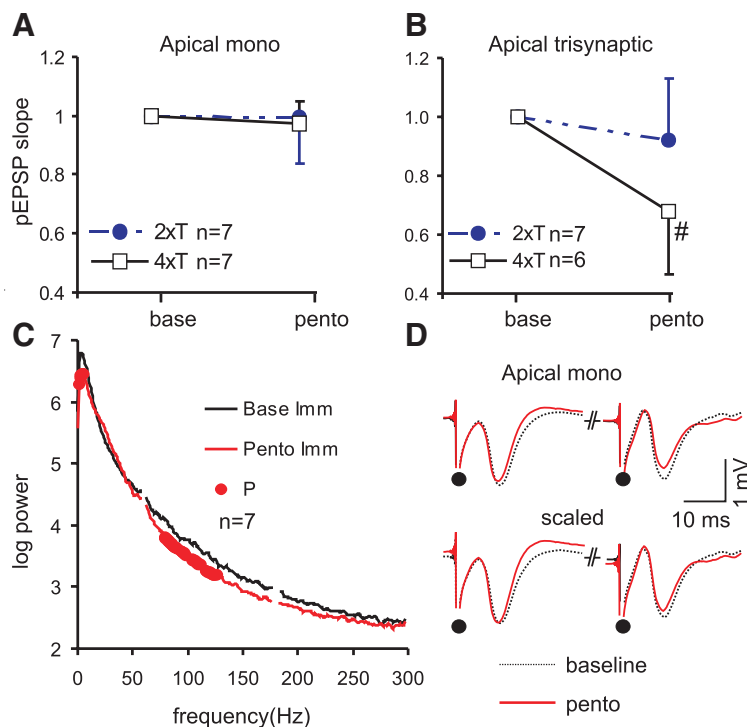 A
Apical mono
pEPSP slope
1.2
1
0.8
0.6
0.4
2xT n=7
4xT n=7
base
pento
B
Apical trisynaptic
1.2
1.0
0.8
0.6
0.4
#
2xT n=7
4xT n=6
base
pento
C
log power
7
6
5
4
3
2
Base Imm
Pento Imm
P
n=7
0
50
100
150
200
250
300
frequency(Hz)
D
Apical mono
1 mV
10 ms
scaled
baseline
pento